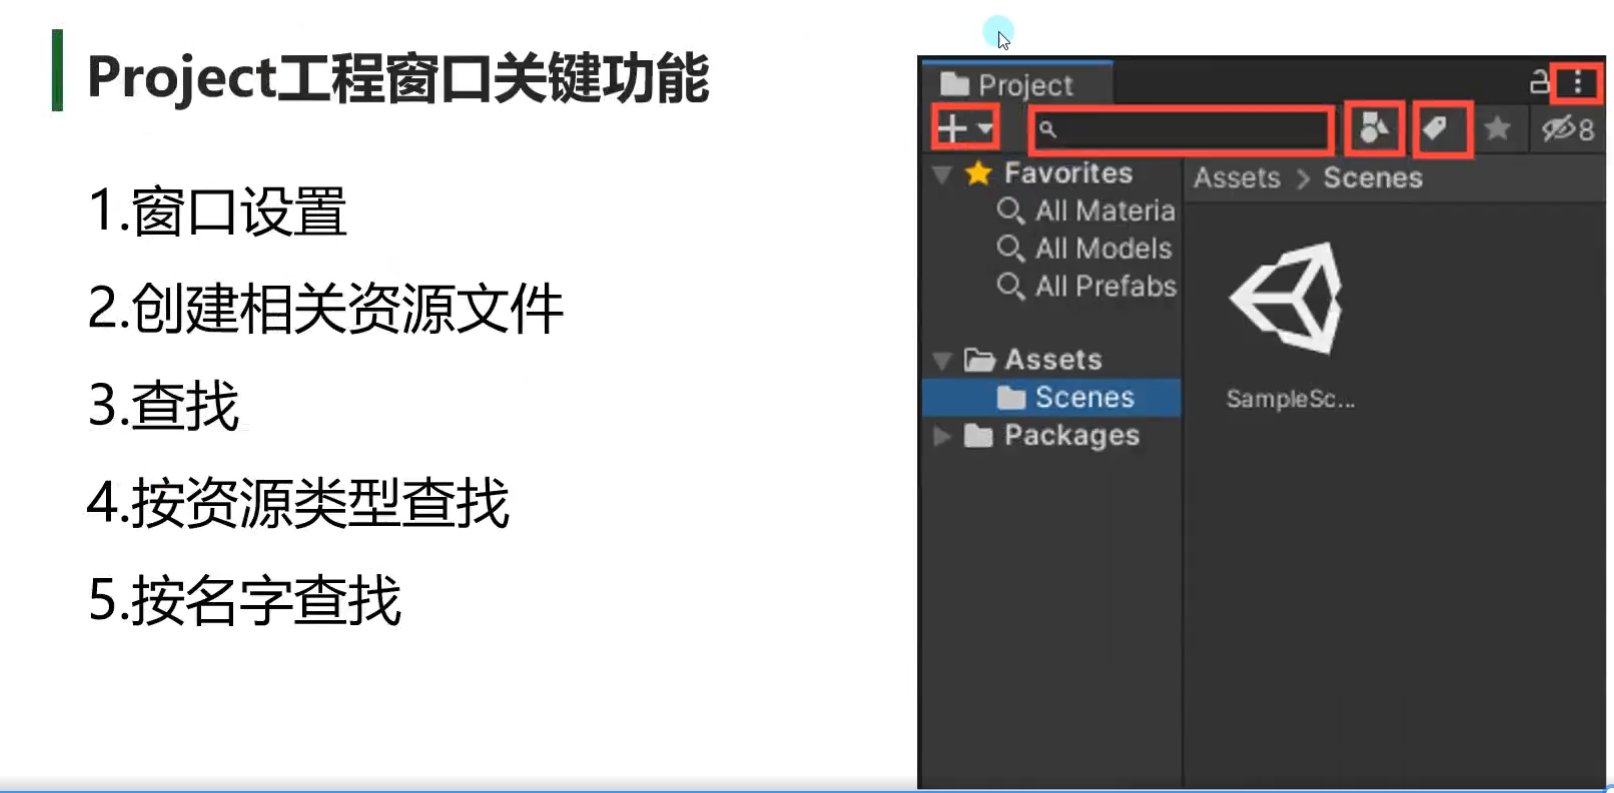 Project工程窗口关键功能
1.窗口设置
2.创建相关资源文件
3.查找
4.按资源类型查找
5.按名字查找
Project
8
Favorites
All Materia
All Models
All Prefabs
Assets
Scenes
Packages
Assets > Scenes
SampleSc...